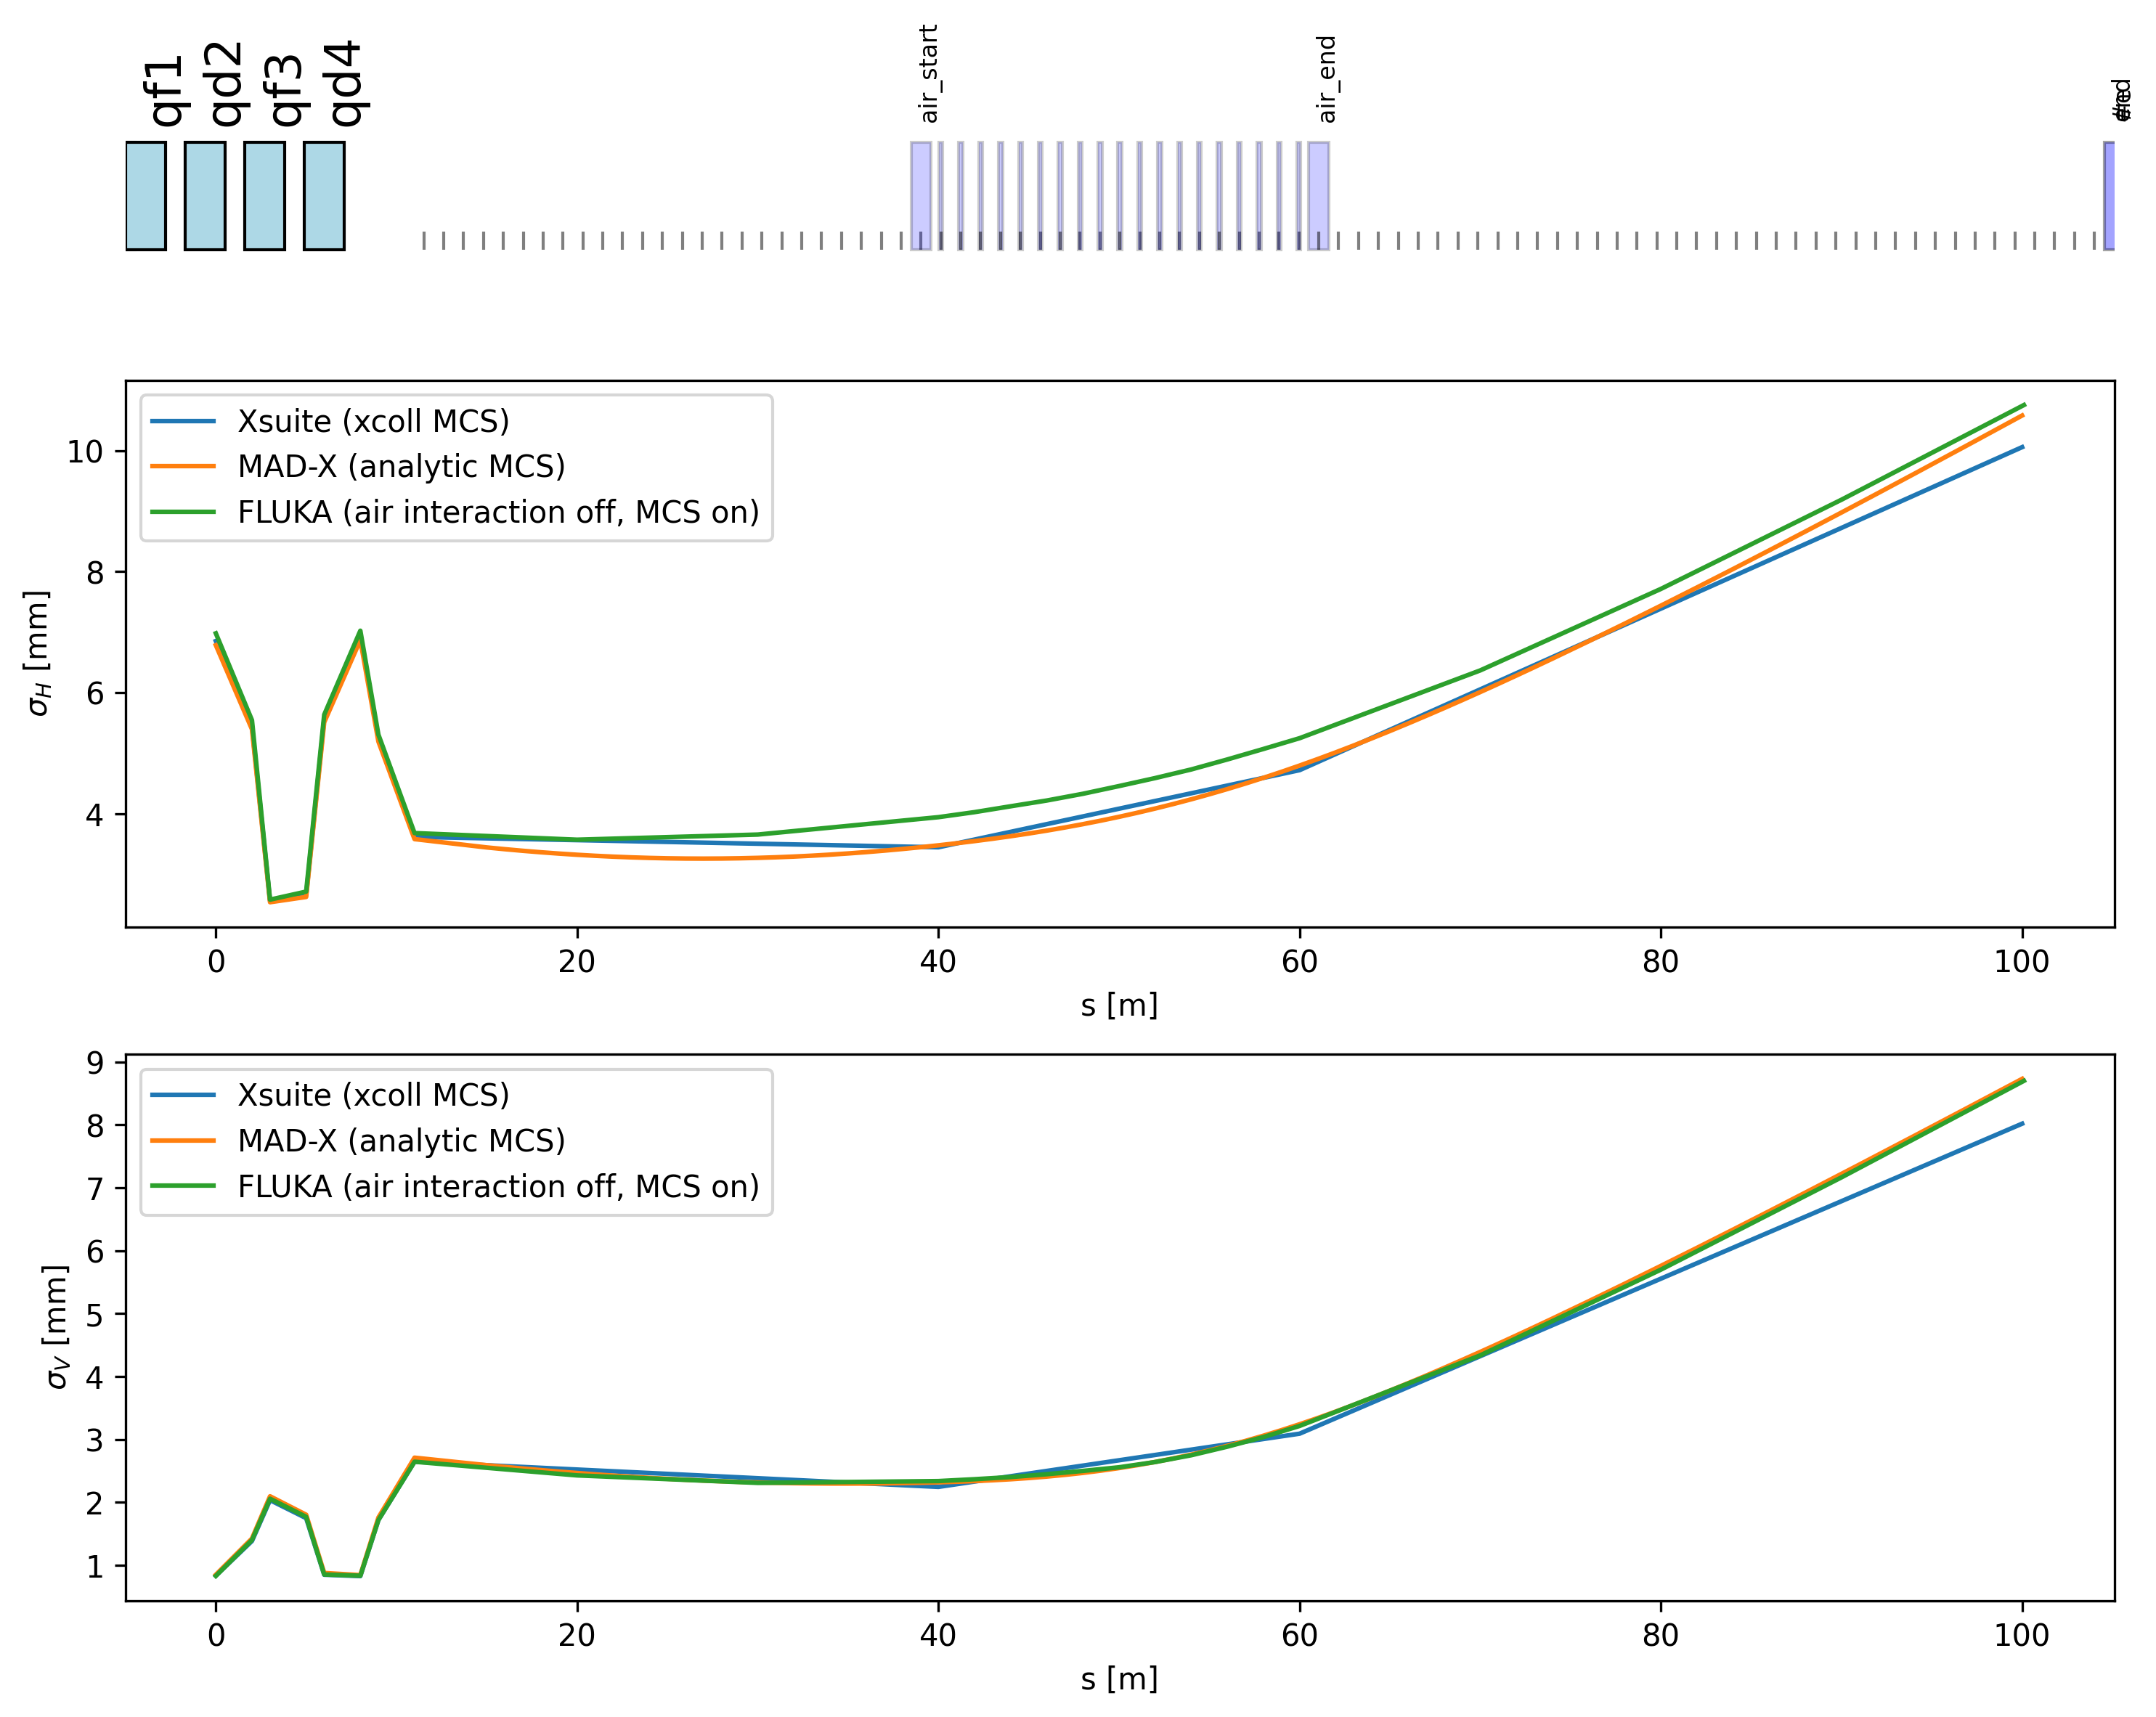 qf1
qd2
qf3
qd4
air_start
air_end
Xsuite (xcoll MCS)
MAD-X (analytic MCS)
FLUKA (air interaction off, MCS on)
10
8
6
4
σ_H [mm]
0 20 40 60 80 100
s [m]
Xsuite (xcoll MCS)
MAD-X (analytic MCS)
FLUKA (air interaction off, MCS on)
9
8
7
6
5
4
3
2
1
σ_V [mm]
0 20 40 60 80 100
s [m]